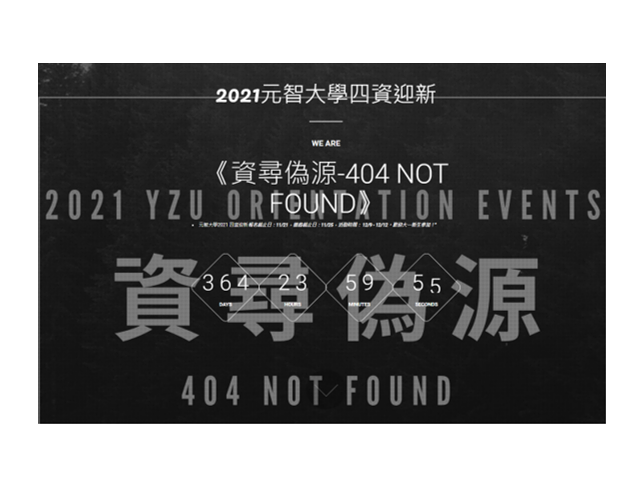 2021元智大學四資迎新
WE ARE
《資尋偽源-404 NOT
FOUND》
2021 YZU ORIENTATION EVENTS
資尋偽源
364 23 59 55
DAYS HOURS MINUTES SECONDS
404 NOT FOUND